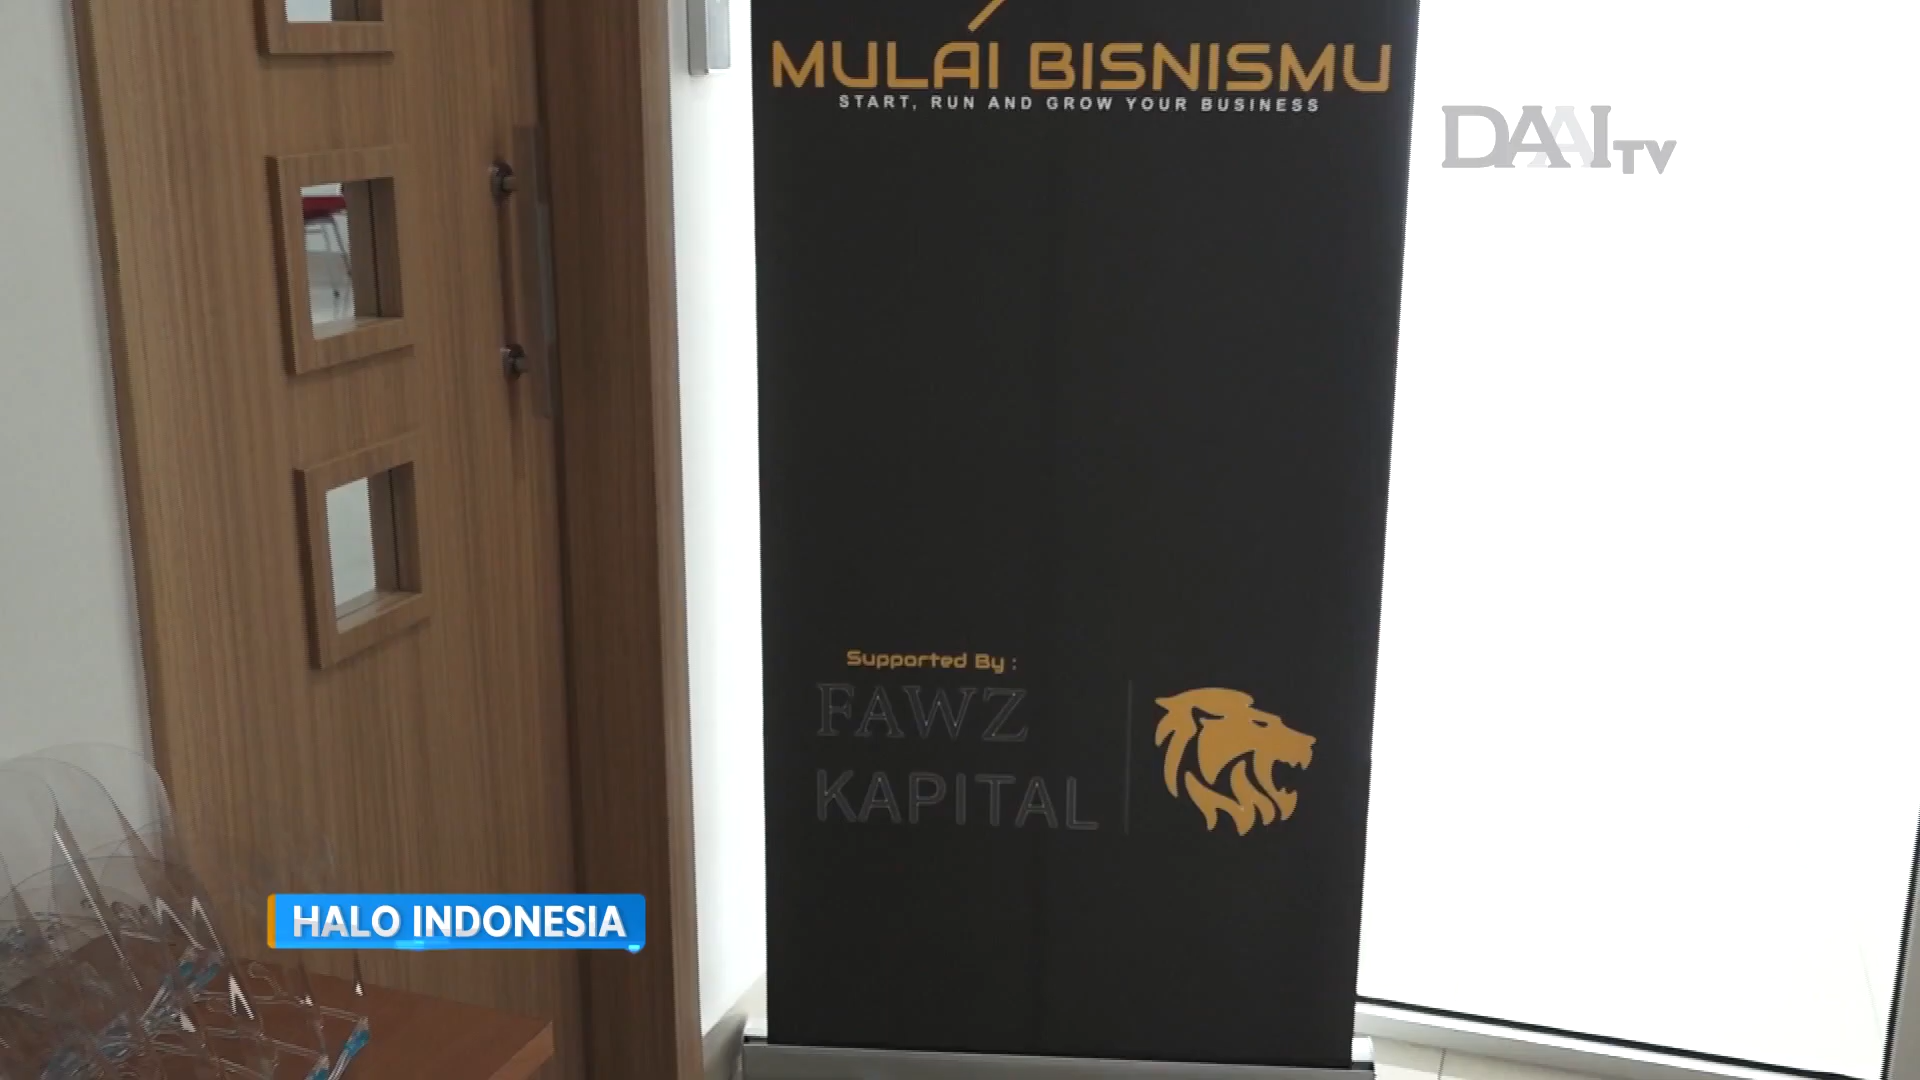 MULAI BISNISMU
START, RUN AND GROW YOUR BUSINESS
DAAI TV
Supported By :
FAWZ
KAPITAL
HALO INDONESIA